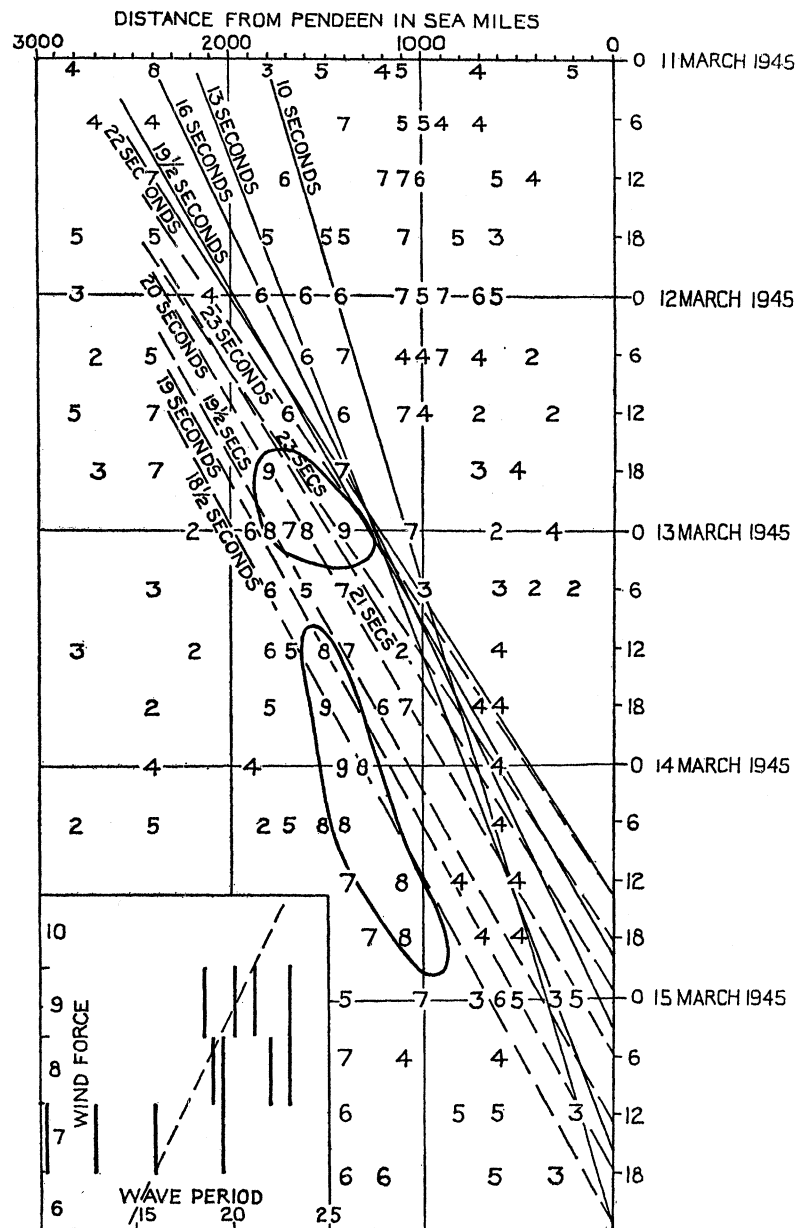 DISTANCE FROM PENDEEN IN SEA MILES
3000 2000 1000 0
4 8 3 5 4 5 4 5 0 11 MARCH 1945
10 SECONDS
13 SECONDS
16 SECONDS
19½ SECONDS
22 SECONDS
4 4 7 5 5 4 4 6
7 6 7 7 6 5 4 12
5 5 5 5 5 7 5 3 18
3 4 6 6 6 7 5 7 6 5 0 12 MARCH 1945
20 SECONDS
23 SECONDS
2 5 6 7 4 4 7 4 2 6
5 7 6 6 7 4 2 2 12
19 SECONDS
19½ SECS
23 SECS
3 7 9 7 3 4 18
18½ SECONDS
2 6 8 7 8 9 7 2 4 0 13 MARCH 1945
3 6 5 7 3 3 2 2 6
21 SECS
3 2 6 5 8 7 2 4 12
2 5 9 6 7 4 4 18
4 4 9 8 4 0 14 MARCH 1945
2 5 2 5 8 8 4 6
7 8 4 4 12
7 8 4 4 18
5 7 3 6 5 3 2 0 15 MARCH 1945
7 4 4 6
6 5 5 3 12
6 6 5 3 18
10
9
8
7
6
WIND FORCE
WAVE PERIOD
15 20 25